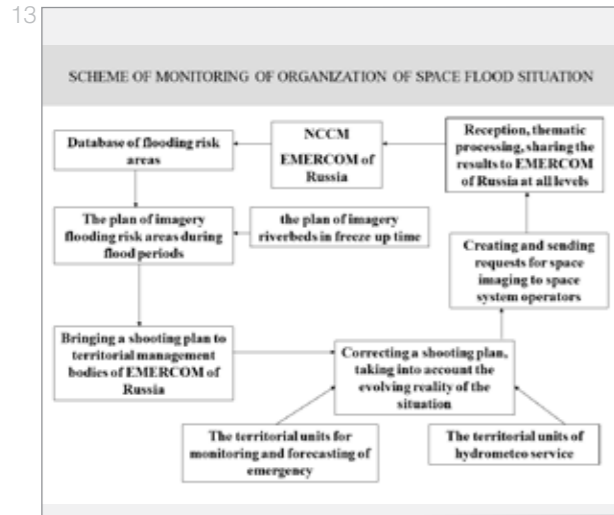 13
SCHEME OF MONITORING OF ORGANIZATION OF SPACE FLOOD SITUATION
Database of flooding risk
areas
NCCM
EMERCOM of
Russia
Reception, thematic
processing, sharing the
results to EMERCOM
of Russia at all levels
The plan of imagery
flooding risk areas during
flood periods
the plan of imagery
riverbeds in freeze up time
Creating and sending
requests for space
imaging to space
system operators
Bringing a shooting plan to
territorial management
bodies of EMERCOM of
Russia
Correcting a shooting plan,
taking into account the
evolving reality of the
situation
The territorial units for
monitoring and forecasting of
emergency
The territorial units of
hydrometeo service